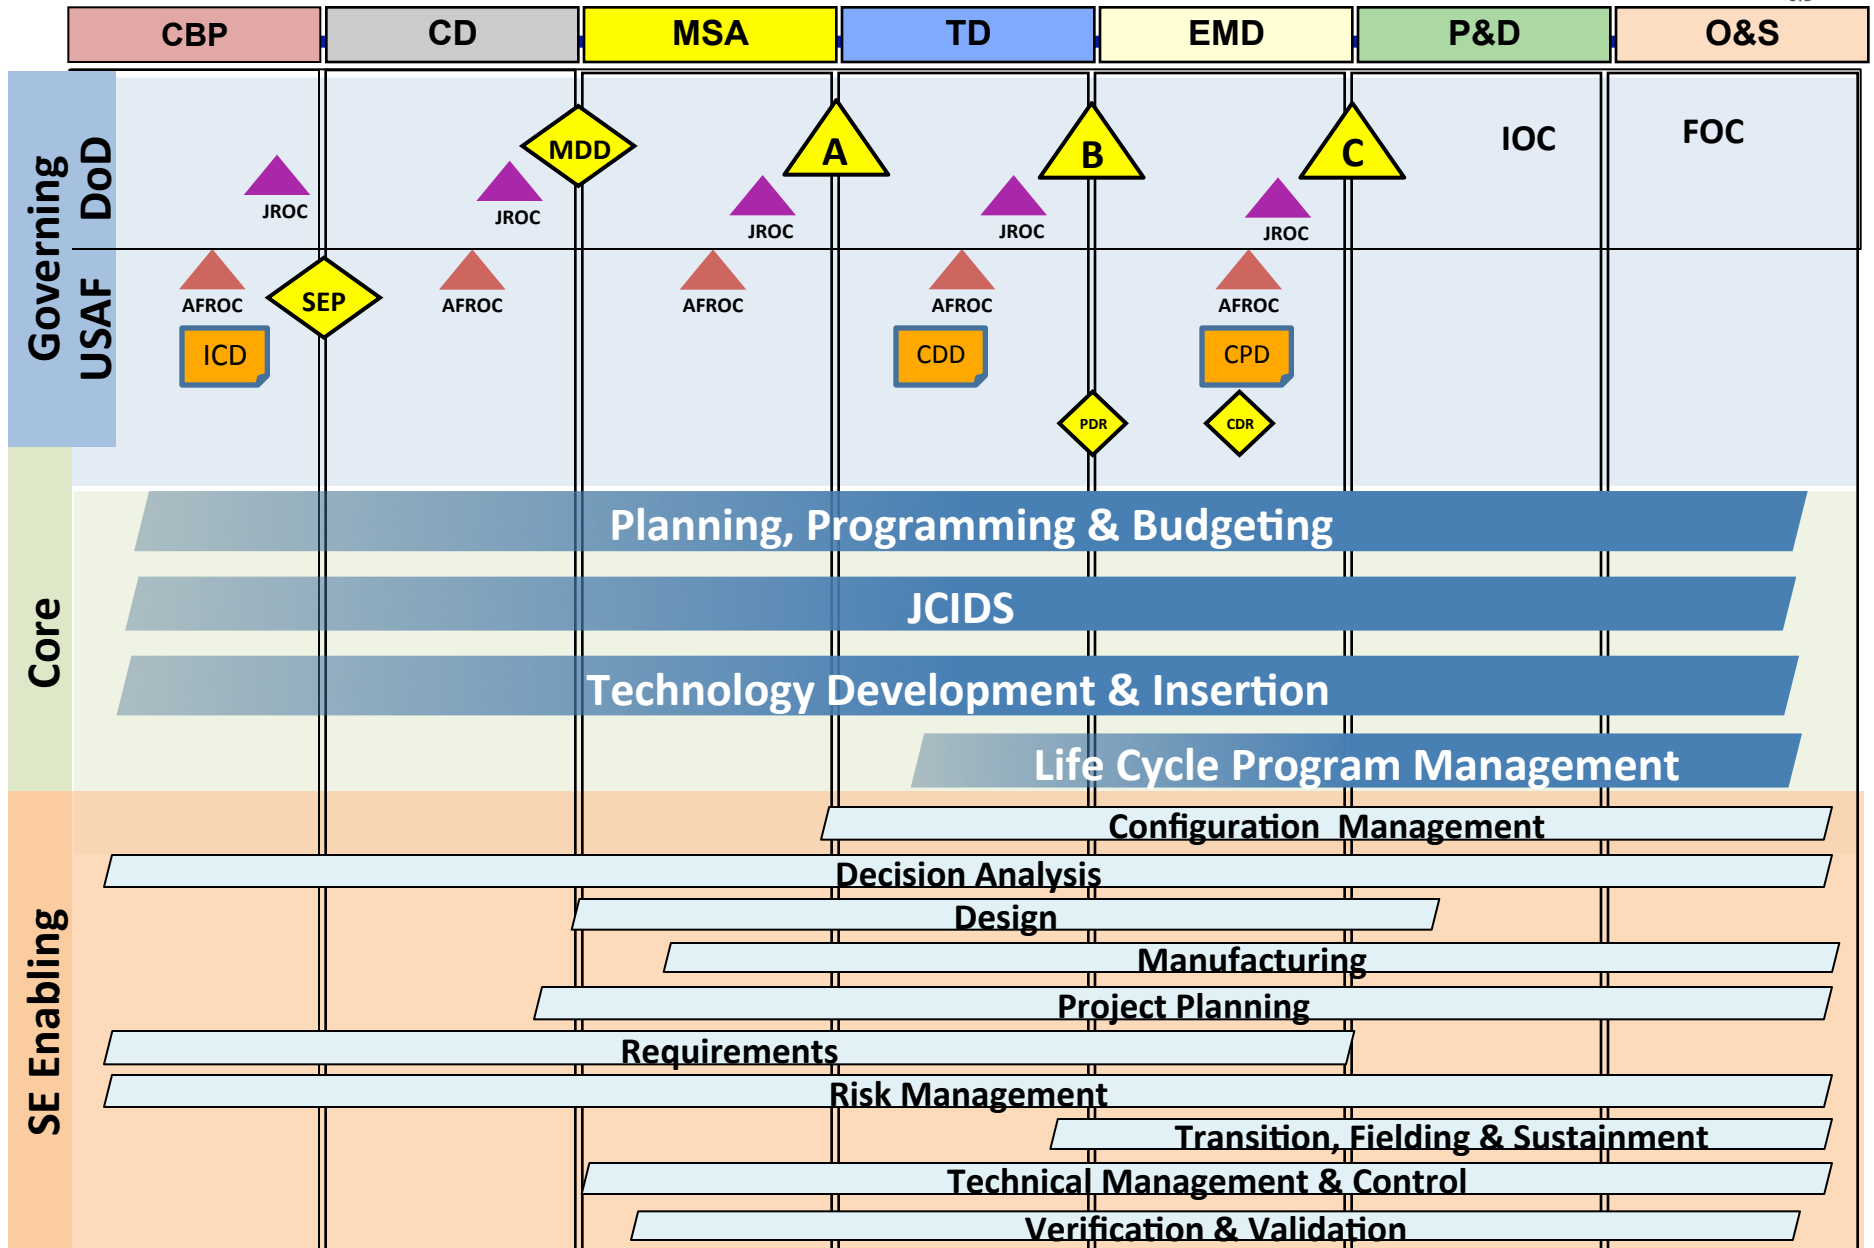 CBP CD MSA TD EMD P&D O&S
Governing
DoD
USAF
MDD A B C IOC FOC
JROC JROC JROC JROC JROC
SEP
AFROC AFROC AFROC AFROC AFROC
ICD CDD CPD
PDR CDR
Core
Planning, Programming & Budgeting
JCIDS
Technology Development & Insertion
Life Cycle Program Management
SE Enabling
Configuration Management
Decision Analysis
Design
Manufacturing
Project Planning
Requirements
Risk Management
Transition, Fielding & Sustainment
Technical Management & Control
Verification & Validation